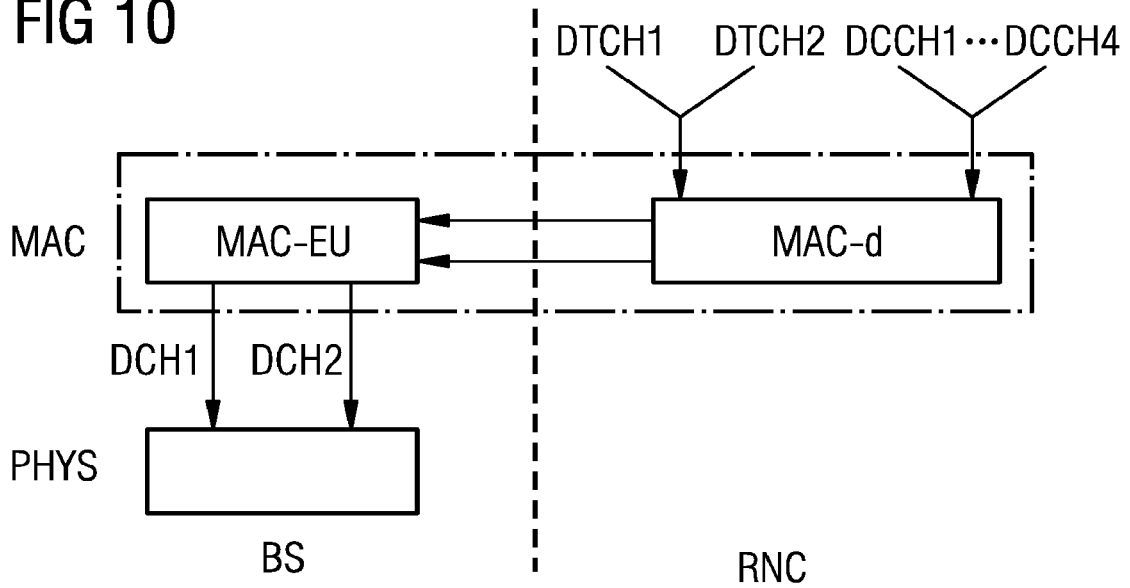 FIG 10
DTCH1 DTCH2 DCCH1···DCCH4
MAC MAC-EU MAC-d
DCH1 DCH2
PHYS
BS
RNC